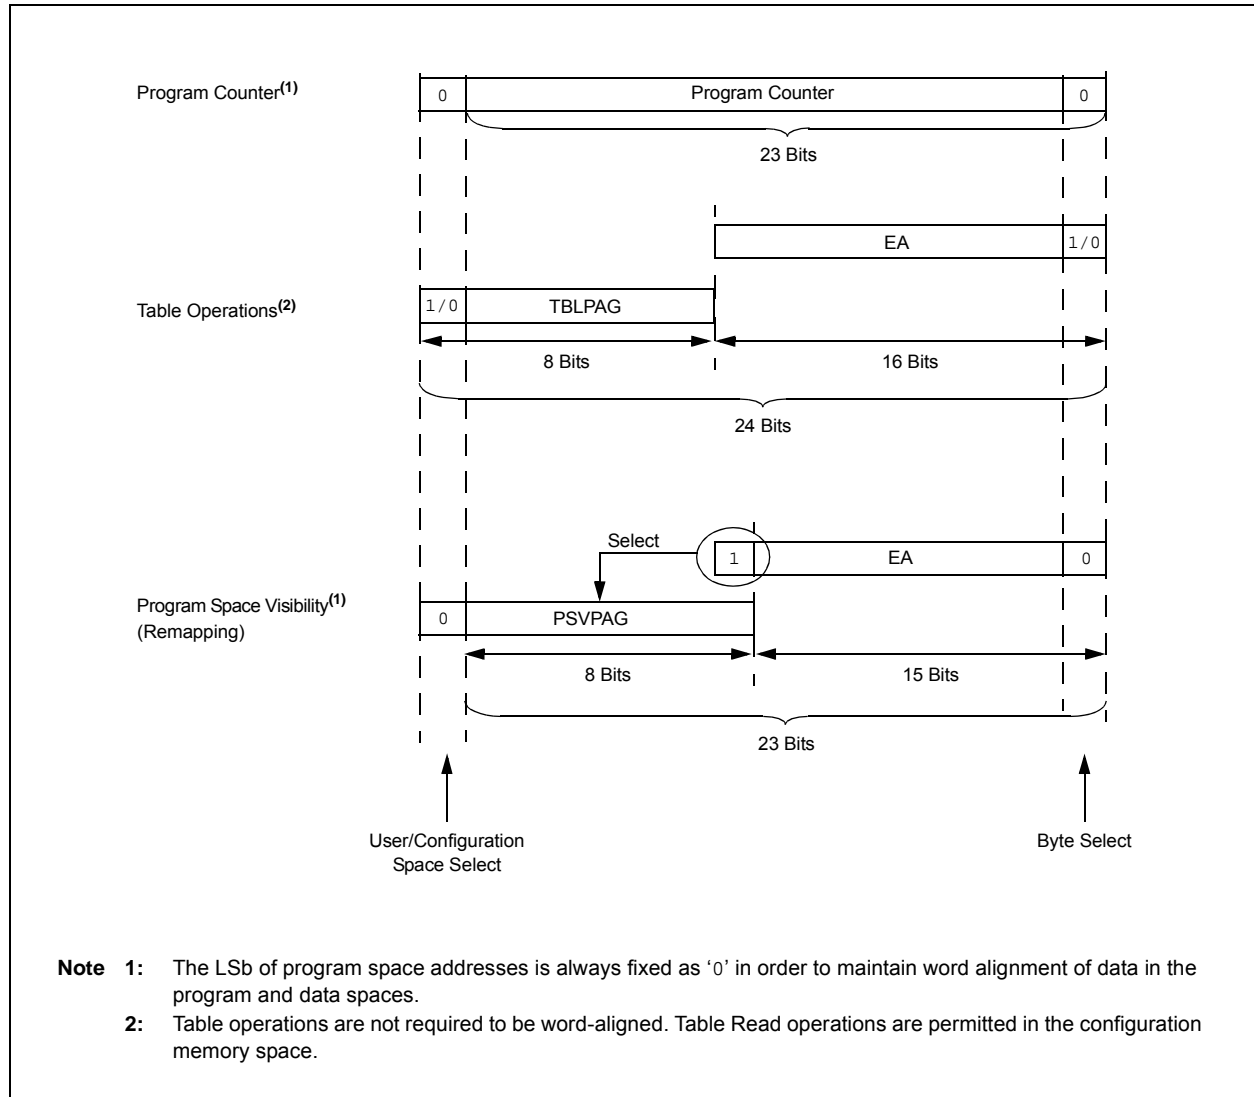 Program Counter(1)
0
Program Counter
0
23 Bits
EA
1/0
Table Operations(2)
1/0
TBLPAG
8 Bits
16 Bits
24 Bits
Select
1
EA
0
Program Space Visibility(1)
(Remapping)
0
PSVPAG
8 Bits
15 Bits
23 Bits
User/Configuration
Space Select
Byte Select
Note 1: The LSb of program space addresses is always fixed as ‘0’ in order to maintain word alignment of data in the
program and data spaces.
2: Table operations are not required to be word-aligned. Table Read operations are permitted in the configuration
memory space.